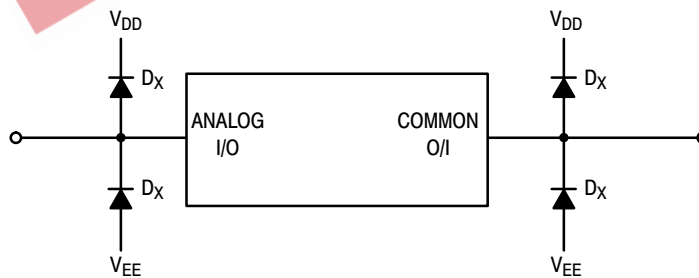 VDD
VDD
DX
DX
ANALOG
I/O
COMMON
O/I
DX
DX
VEE
VEE